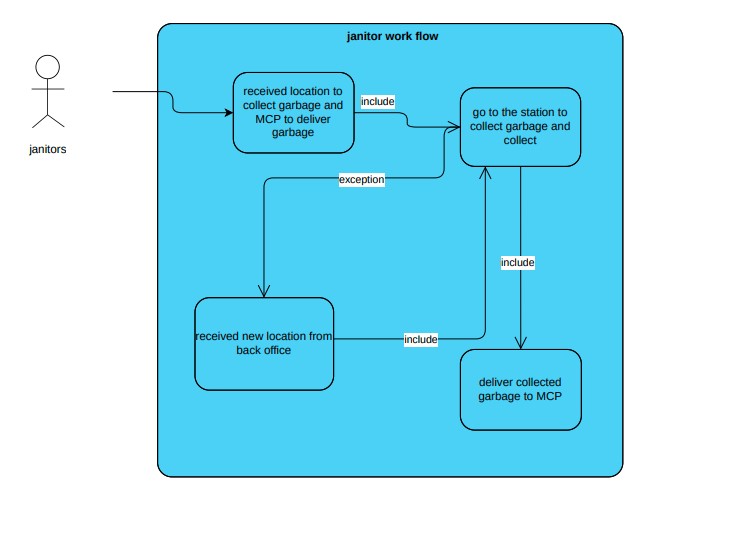 janitor work flow
janitors
received location to
collect garbage and
MCP to deliver
garbage
include
go to the station to
collect garbage and
collect
exception
include
received new location from
back office
include
deliver collected
garbage to MCP